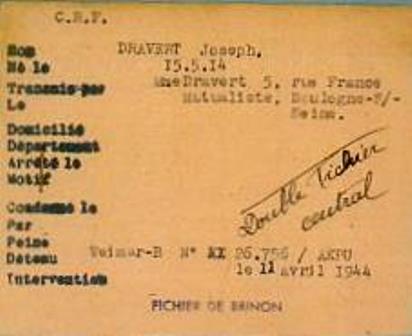 C.R.F.
Nom DRAVERT Joseph,
Né le 15.5.14
Transmis par Mme Dravert 5, rue France
Le Mutualiste, Boulogne-s/-
Seine.
Domicilié
Département
Arrêté le
Motif
Double Fichier
central
Condamné le
Par
Peine
Détenu Weimar-B N° XX 26.756 / AKFU
le 11 avril 1944
Intervention
FICHIER DE BRINON